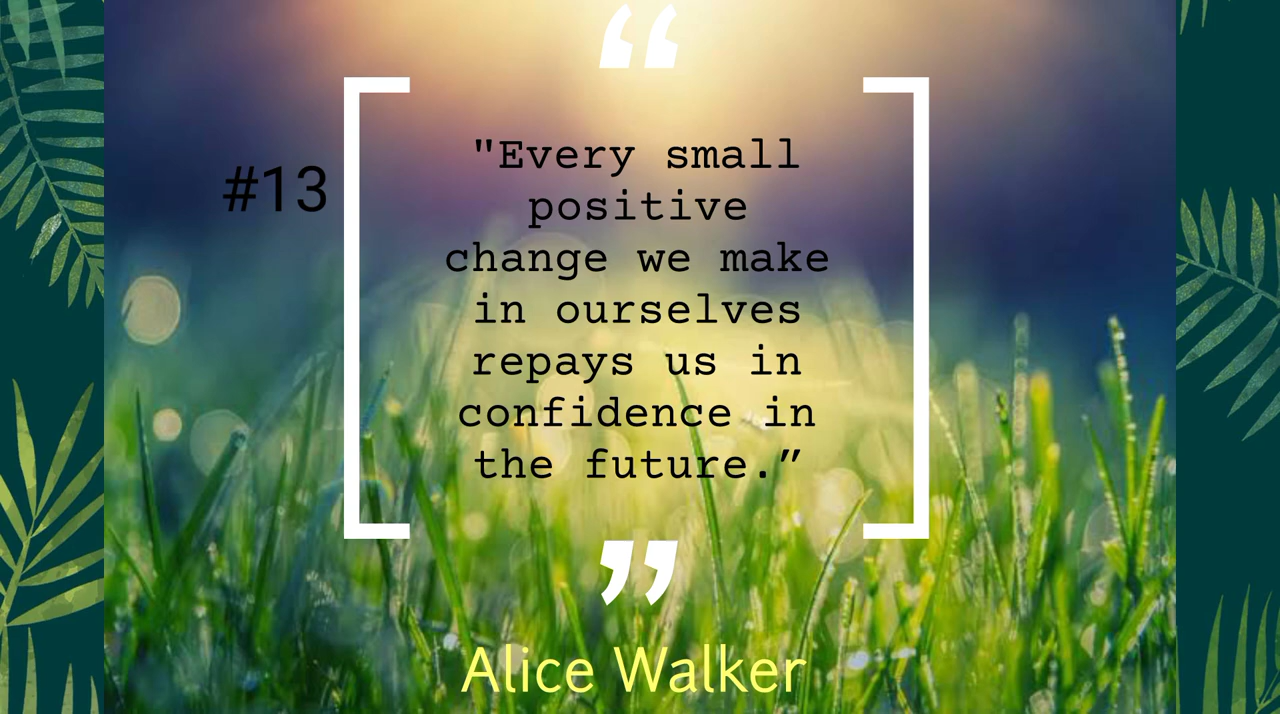 “
#13
"Every small
positive
change we make
in ourselves
repays us in
confidence in
the future.”
”
Alice Walker